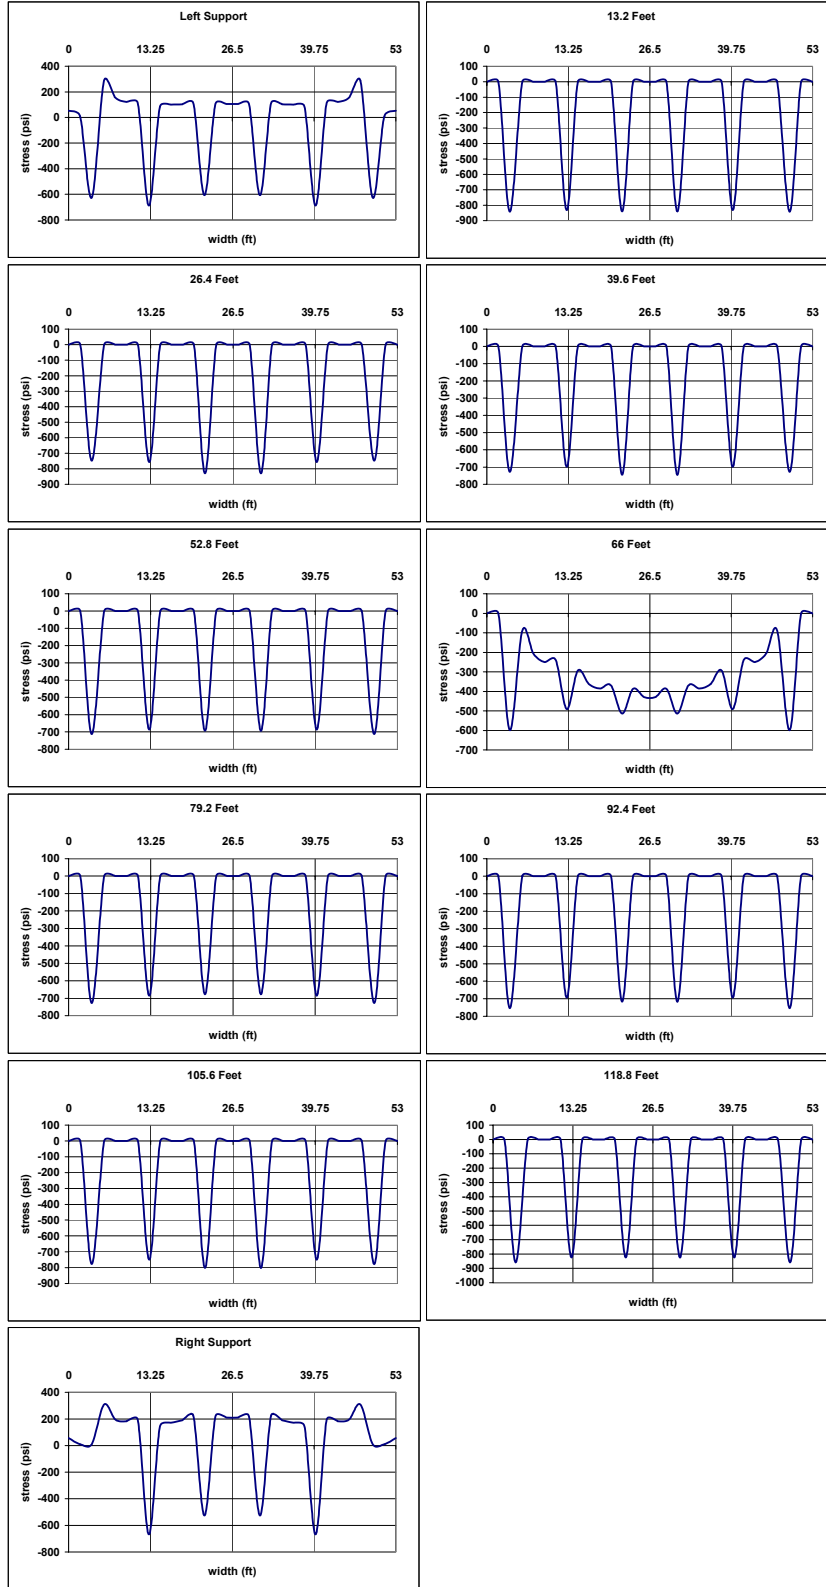 Left Support
0 13.25 26.5 39.75 53
400
200
0
-200
-400
-600
-800
stress (psi)
width (ft)
13.2 Feet
0 13.25 26.5 39.75 53
100
0
-100
-200
-300
-400
-500
-600
-700
-800
-900
stress (psi)
width (ft)
26.4 Feet
0 13.25 26.5 39.75 53
100
0
-100
-200
-300
-400
-500
-600
-700
-800
-900
stress (psi)
width (ft)
39.6 Feet
0 13.25 26.5 39.75 53
100
0
-100
-200
-300
-400
-500
-600
-700
-800
stress (psi)
width (ft)
52.8 Feet
0 13.25 26.5 39.75 53
100
0
-100
-200
-300
-400
-500
-600
-700
-800
stress (psi)
width (ft)
66 Feet
0 13.25 26.5 39.75 53
100
0
-100
-200
-300
-400
-500
-600
-700
stress (psi)
width (ft)
79.2 Feet
0 13.25 26.5 39.75 53
100
0
-100
-200
-300
-400
-500
-600
-700
-800
stress (psi)
width (ft)
92.4 Feet
0 13.25 26.5 39.75 53
100
0
-100
-200
-300
-400
-500
-600
-700
-800
stress (psi)
width (ft)
105.6 Feet
0 13.25 26.5 39.75 53
100
0
-100
-200
-300
-400
-500
-600
-700
-800
-900
stress (psi)
width (ft)
118.8 Feet
0 13.25 26.5 39.75 53
100
0
-100
-200
-300
-400
-500
-600
-700
-800
-900
-1000
stress (psi)
width (ft)
Right Support
0 13.25 26.5 39.75 53
400
200
0
-200
-400
-600
-800
stress (psi)
width (ft)